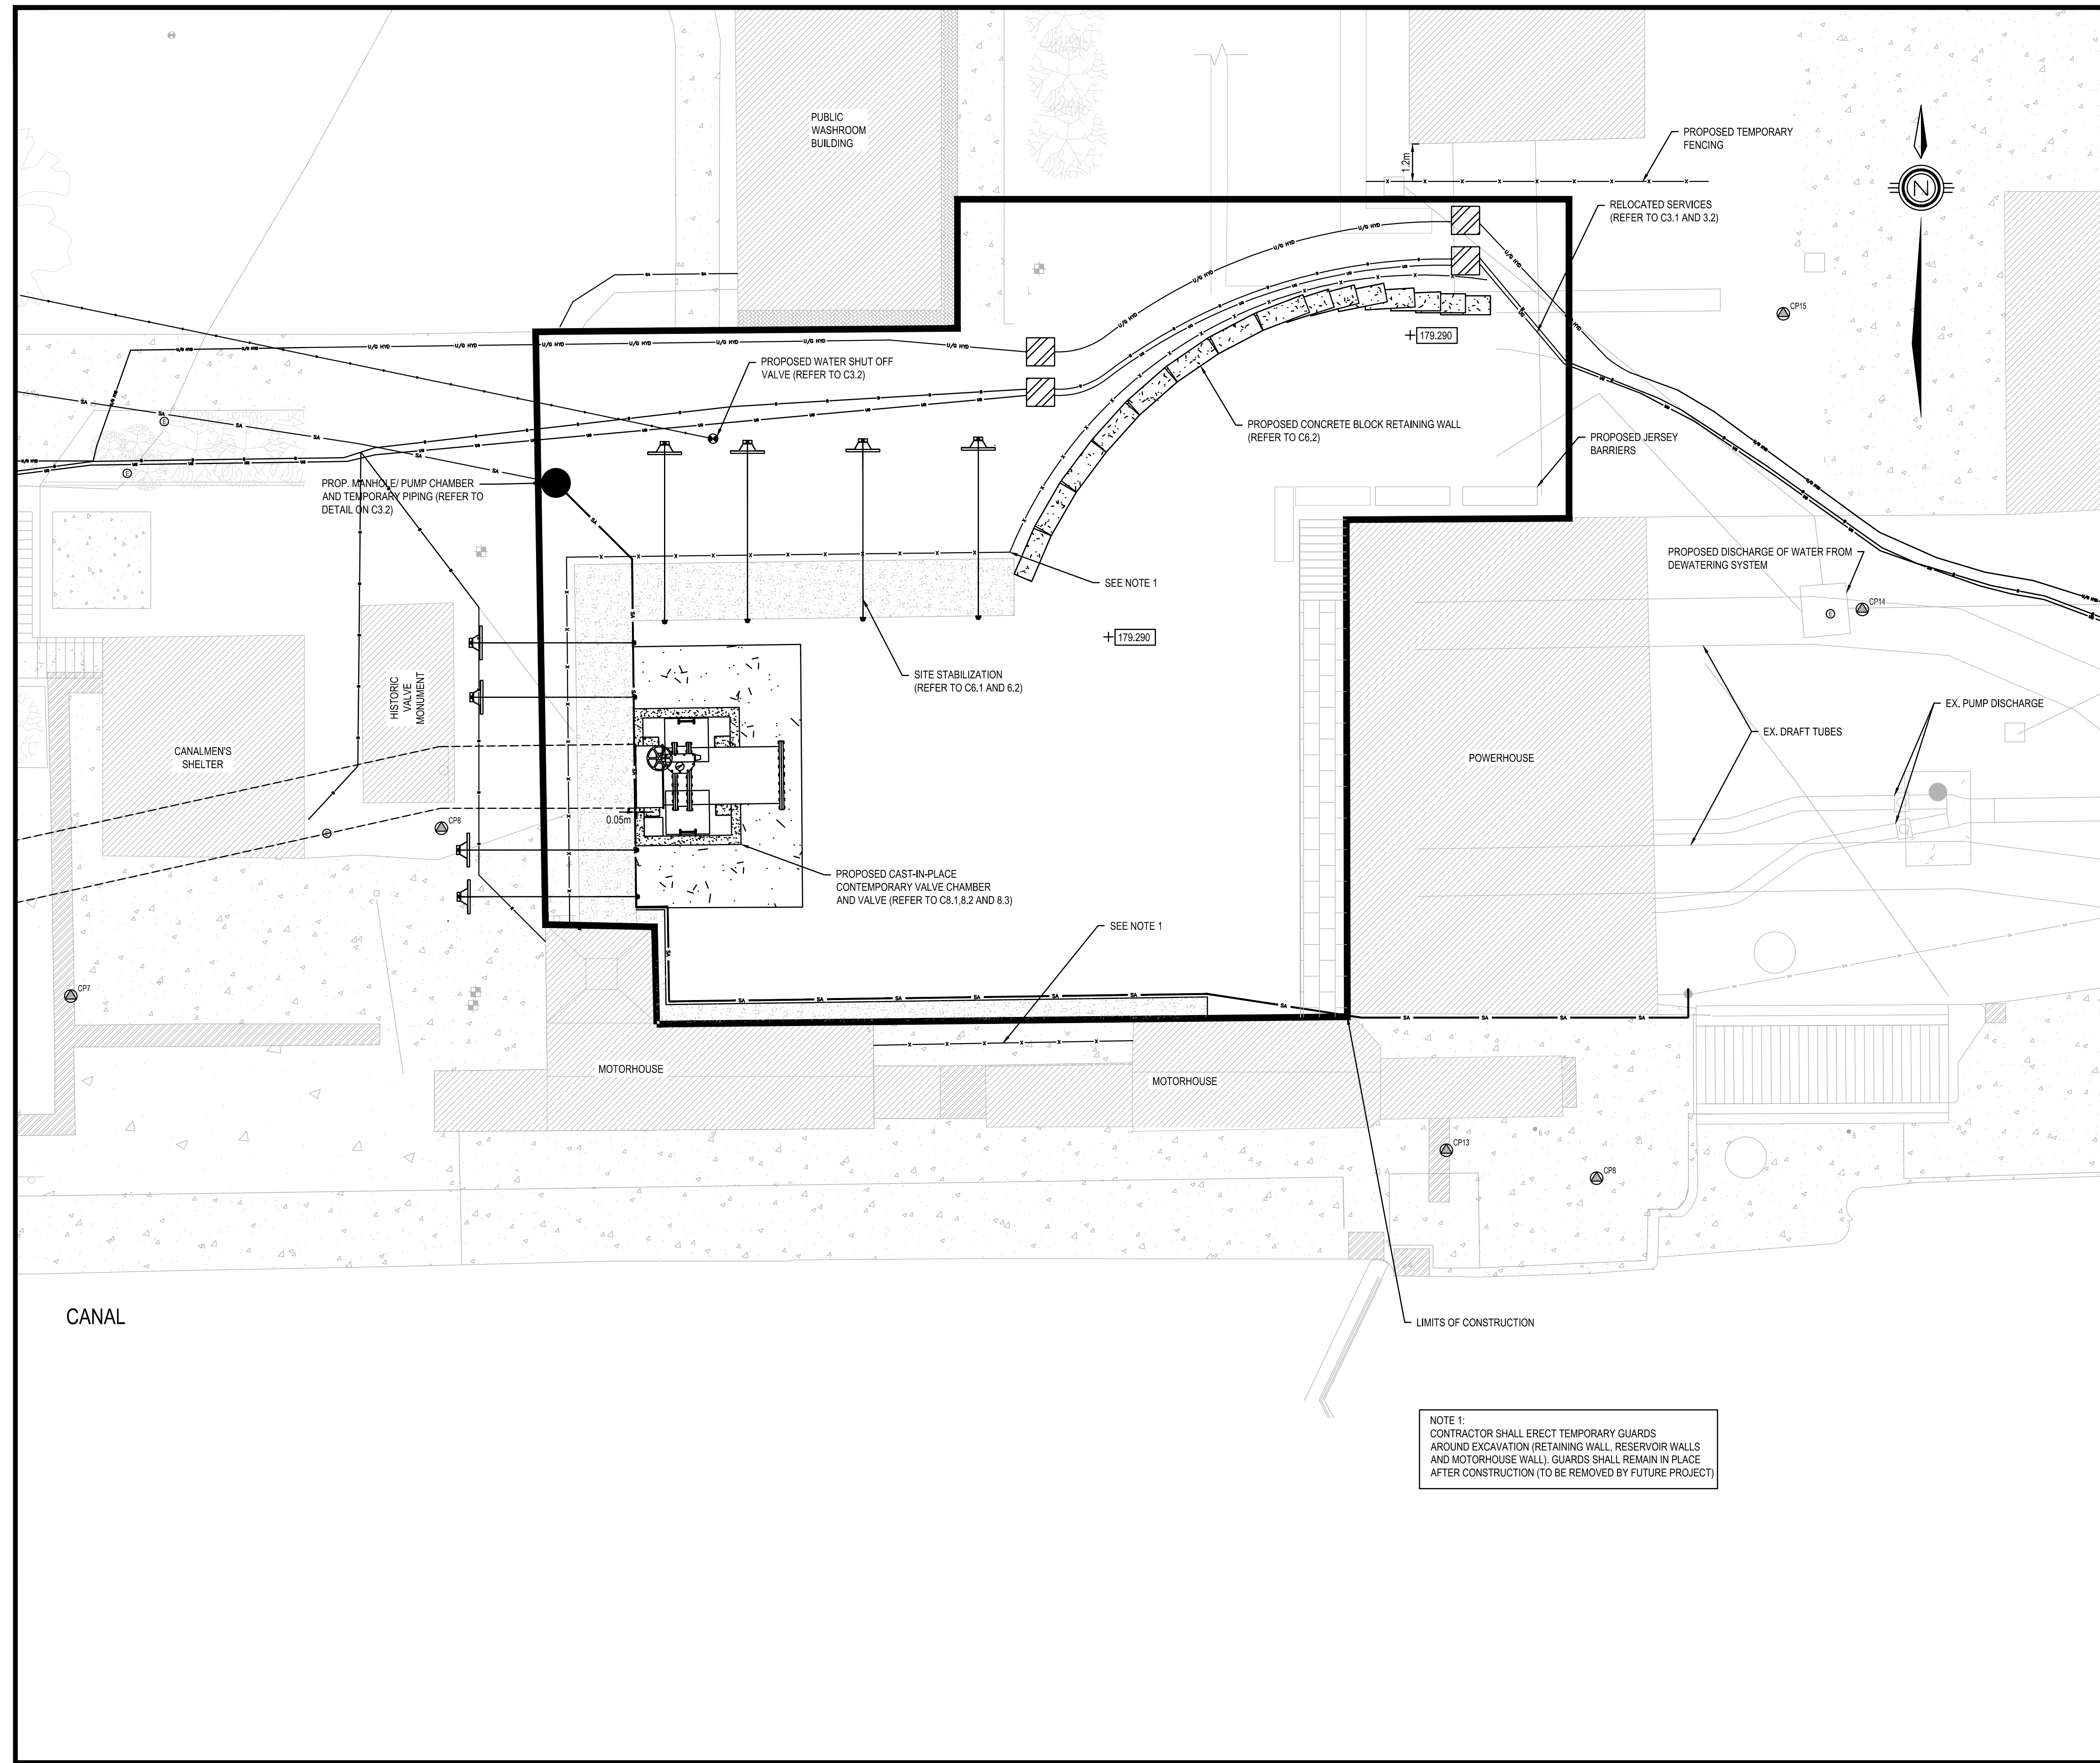 PUBLIC
WASHROOM
BUILDING
PROPOSED TEMPORARY
FENCING
1.2m
N
RELOCATED SERVICES
(REFER TO C3.1 AND 3.2)
CP15
179.290
PROPOSED WATER SHUT OFF
VALVE (REFER TO C3.2)
PROPOSED CONCRETE BLOCK RETAINING WALL
(REFER TO C6.2)
PROPOSED JERSEY
BARRIERS
PROP. MANHOLE/ PUMP CHAMBER
AND TEMPORARY PIPING (REFER TO
DETAIL ON C3.2)
SEE NOTE 1
PROPOSED DISCHARGE OF WATER FROM
DEWATERING SYSTEM
CP14
179.290
SITE STABILIZATION
(REFER TO C6.1 AND 6.2)
HISTORIC
VALVE
MONUMENT
CANALMEN'S
SHELTER
EX. PUMP DISCHARGE
EX. DRAFT TUBES
POWERHOUSE
0.05m
CP8
PROPOSED CAST-IN-PLACE
CONTEMPORARY VALVE CHAMBER
AND VALVE (REFER TO C8.1,8.2 AND 8.3)
SEE NOTE 1
CP7
MOTORHOUSE
MOTORHOUSE
CP13
CP8
CANAL
LIMITS OF CONSTRUCTION
NOTE 1:
CONTRACTOR SHALL ERECT TEMPORARY GUARDS
AROUND EXCAVATION (RETAINING WALL, RESERVOIR WALLS
AND MOTORHOUSE WALL). GUARDS SHALL REMAIN IN PLACE
AFTER CONSTRUCTION (TO BE REMOVED BY FUTURE PROJECT)